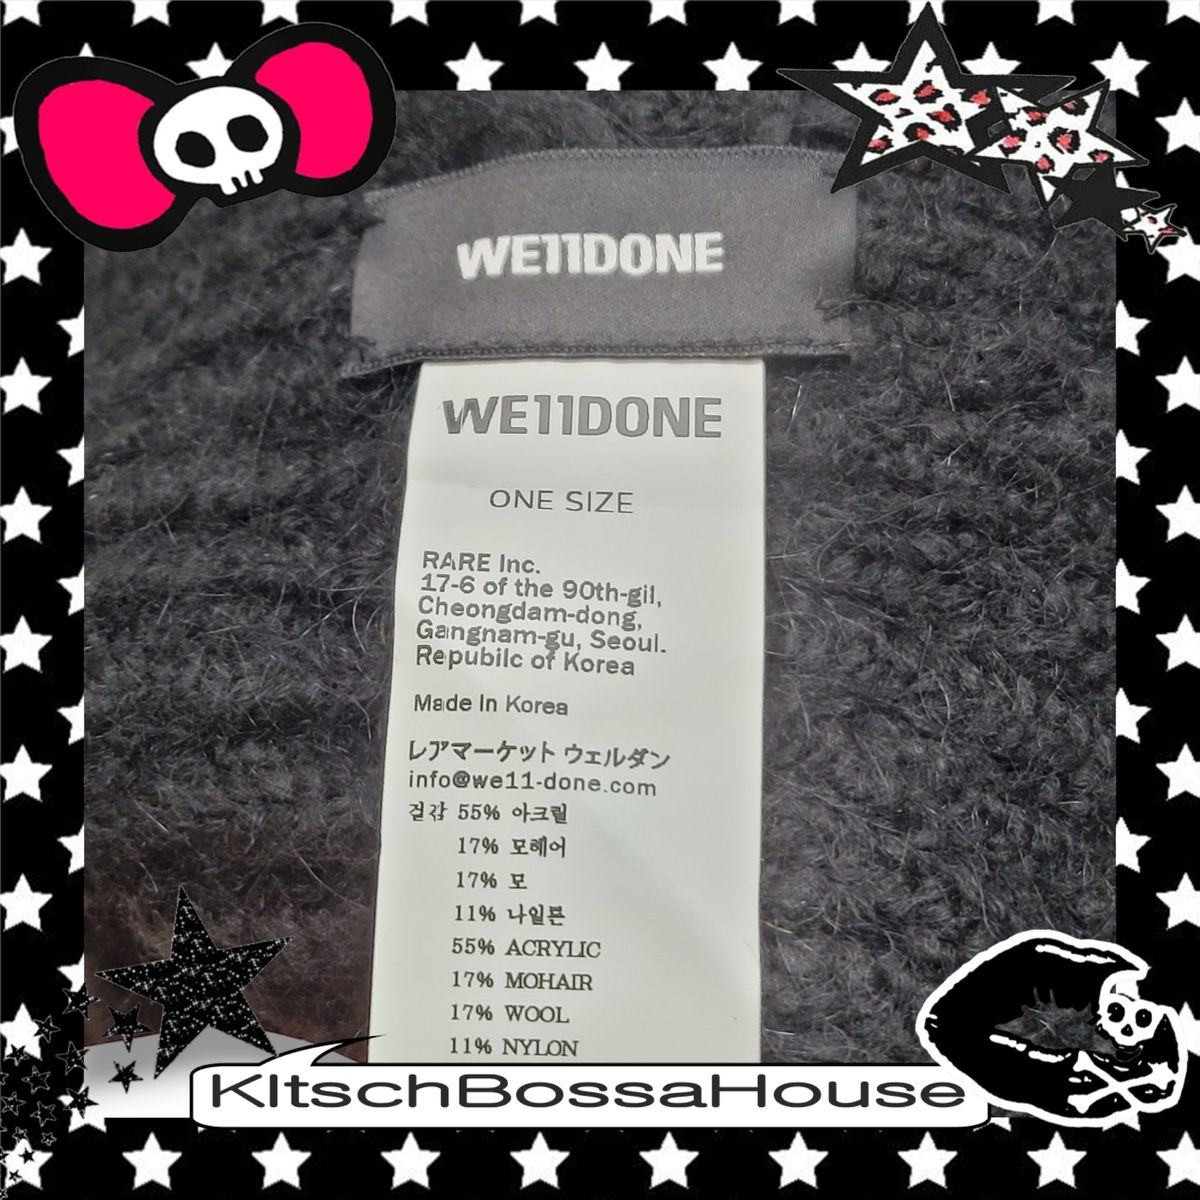 WE11DONE
WE11DONE
ONE SIZE
RARE Inc.
17-6 of the 90th-gil,
Cheongdam-dong,
Gangnam-gu, Seoul.
Repubilc of Korea
Made In Korea
レアマーケット ウェルダン
info@we11-done.com
겉감 55% 아크릴
17% 모헤어
17% 모
11% 나일론
55% ACRYLIC
17% MOHAIR
17% WOOL
11% NYLON
KItschBossaHouse